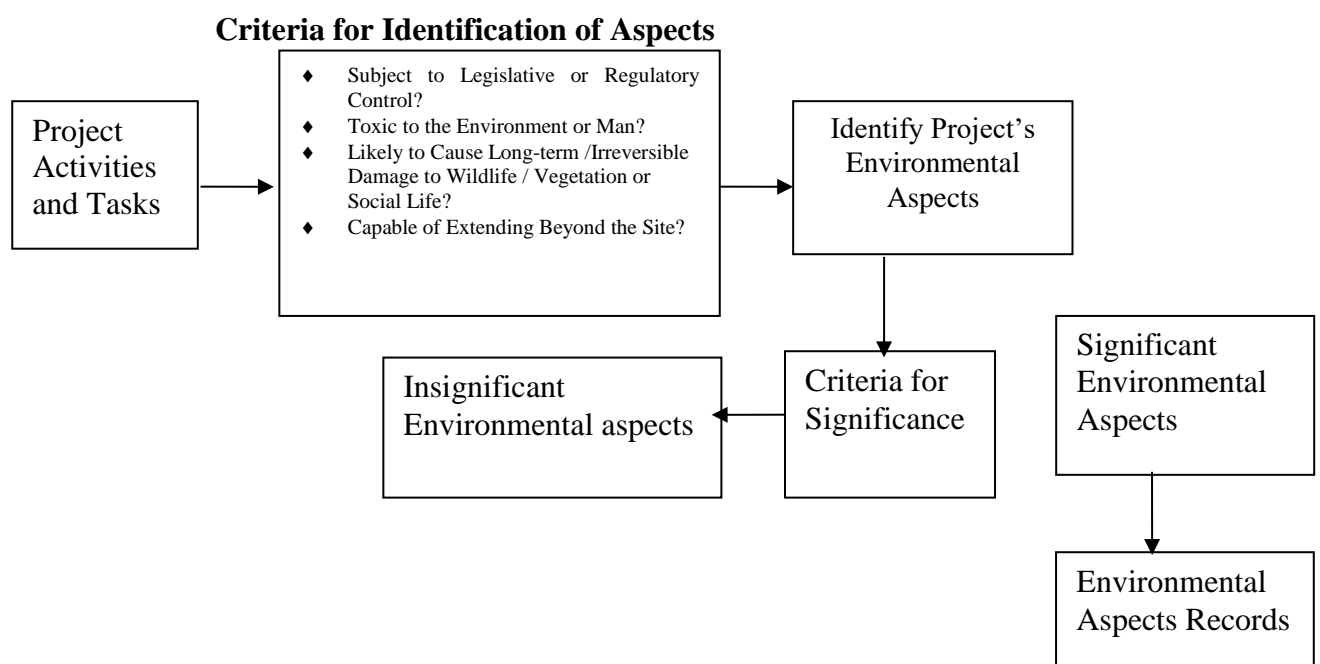 Criteria for Identification of Aspects
Project
Activities
and Tasks
♦ Subject to Legislative or Regulatory
Control?
♦ Toxic to the Environment or Man?
♦ Likely to Cause Long-term /Irreversible
Damage to Wildlife / Vegetation or
Social Life?
♦ Capable of Extending Beyond the Site?
Identify Project’s
Environmental
Aspects
Insignificant
Environmental aspects
Criteria for
Significance
Significant
Environmental
Aspects
Environmental
Aspects Records